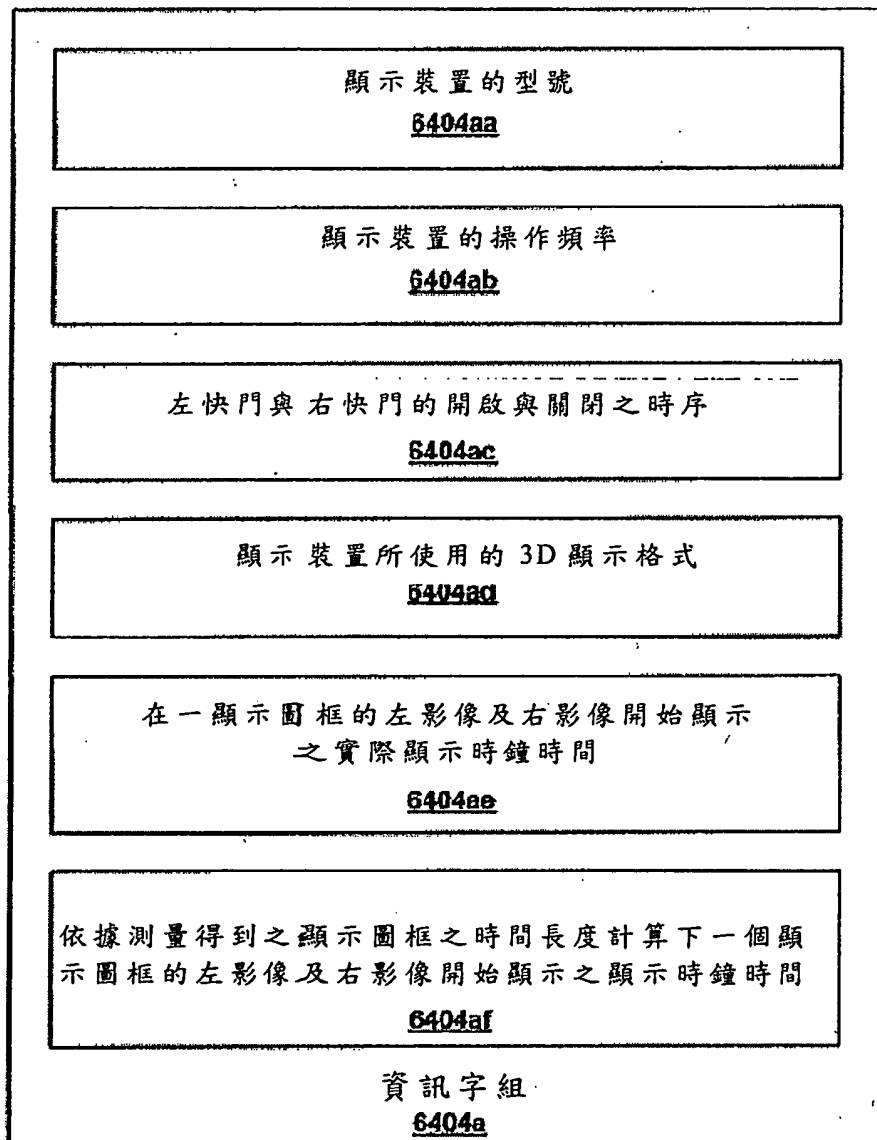 顯示裝置的型號
6404aa
顯示裝置的操作頻率
6404ab
左快門與右快門的開啟與關閉之時序
6404ac
顯示裝置所使用的 3D 顯示格式
6404ad
在一顯示圖框的左影像及右影像開始顯示
之實際顯示時鐘時間
6404ae
依據測量得到之顯示圖框之時間長度計算下一個顯
示圖框的左影像及右影像開始顯示之顯示時鐘時間
6404af
資訊字組
6404a